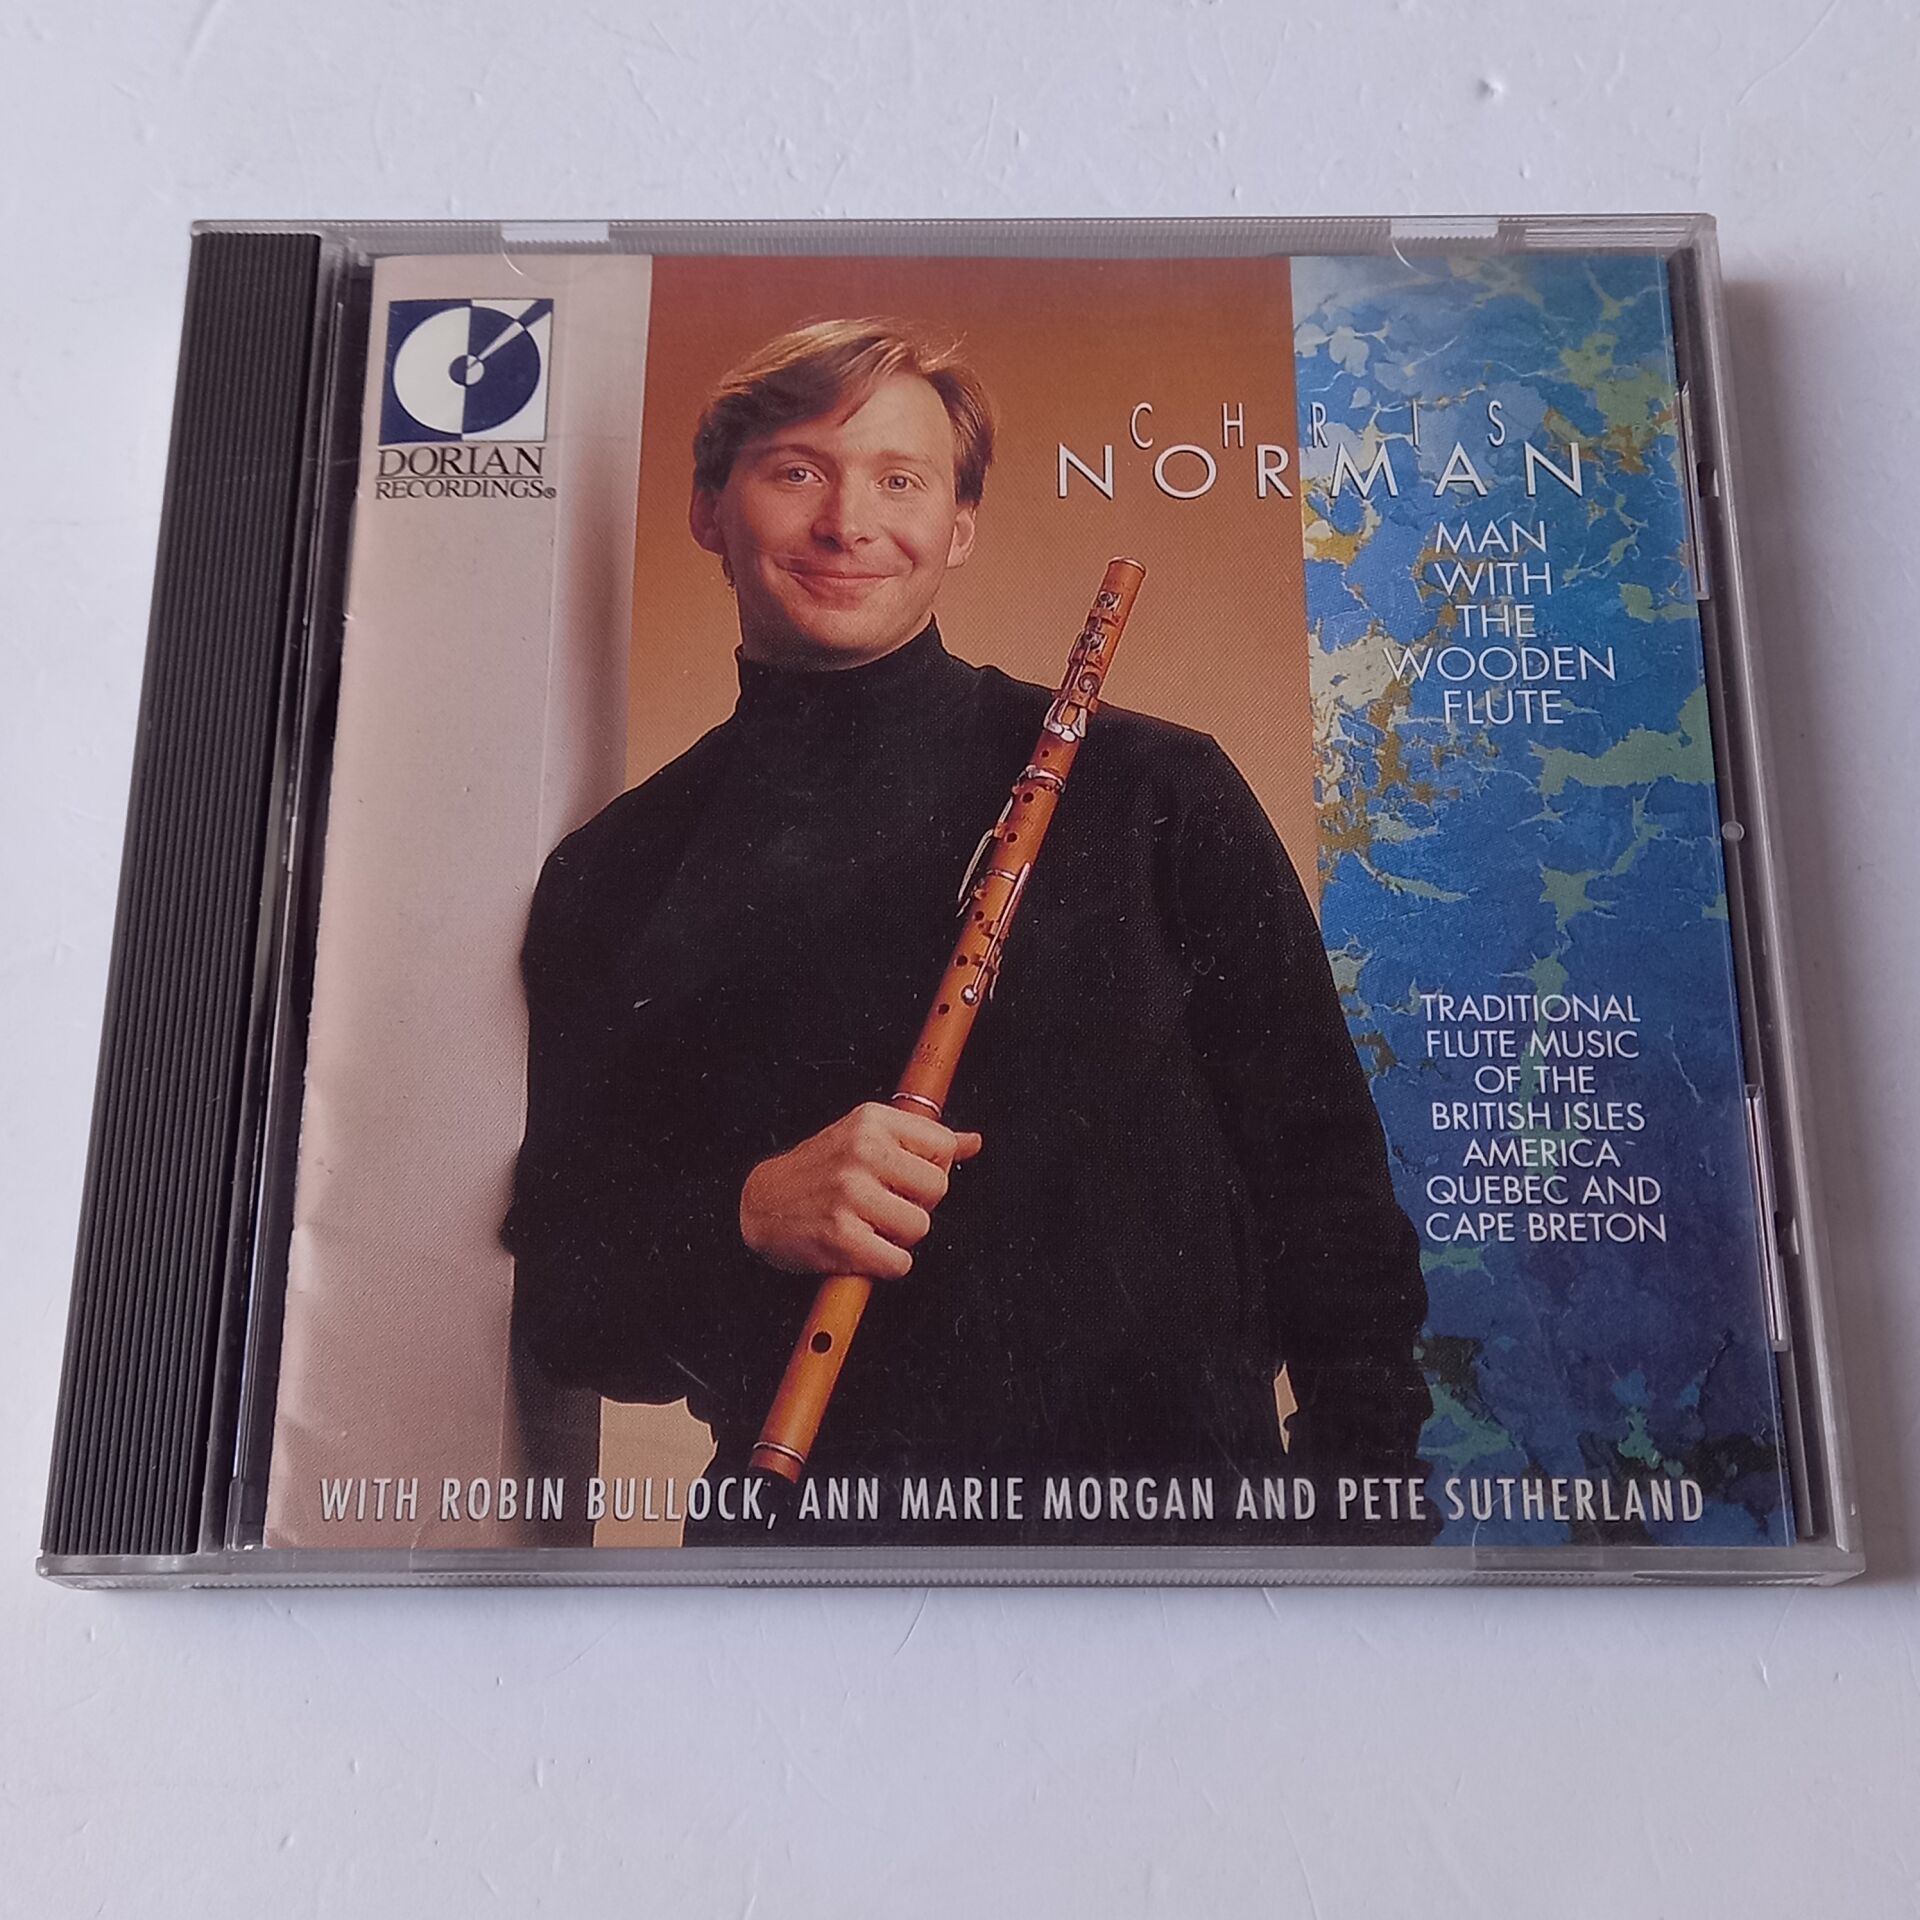 DORIAN
RECORDINGS®
CHRIS
NORMAN
MAN
WITH
THE
WOODEN
FLUTE
TRADITIONAL
FLUTE MUSIC
OF THE
BRITISH ISLES
AMERICA
QUEBEC AND
CAPE BRETON
WITH ROBIN BULLOCK, ANN MARIE MORGAN AND PETE SUTHERLAND